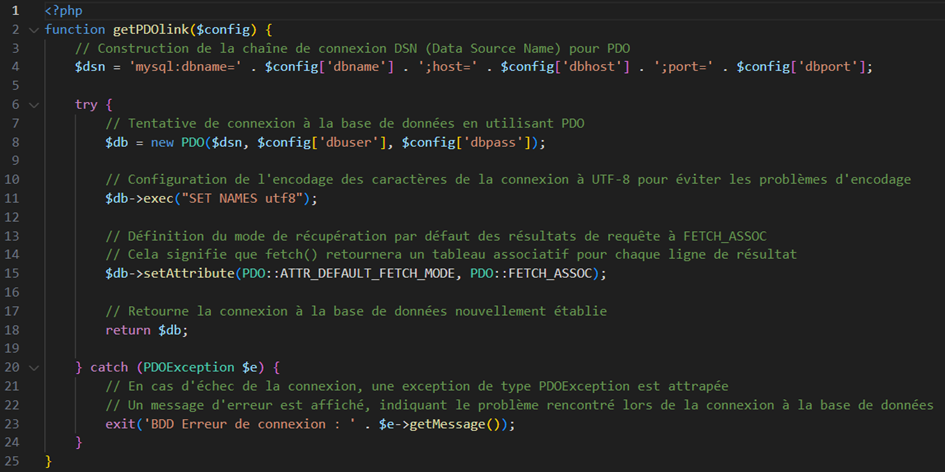 1 <?php
2 function getPDOlink($config) {
3 // Construction de la chaîne de connexion DSN (Data Source Name) pour PDO
4 $dsn = 'mysql:dbname=' . $config['dbname'] . ';host=' . $config['dbhost'] . ';port=' . $config['dbport'];
5
6 try {
7 // Tentative de connexion à la base de données en utilisant PDO
8 $db = new PDO($dsn, $config['dbuser'], $config['dbpass']);
9
10 // Configuration de l'encodage des caractères de la connexion à UTF-8 pour éviter les problèmes d'encodage
11 $db->exec("SET NAMES utf8");
12
13 // Définition du mode de récupération par défaut des résultats de requête à FETCH_ASSOC
14 // Cela signifie que fetch() retournera un tableau associatif pour chaque ligne de résultat
15 $db->setAttribute(PDO::ATTR_DEFAULT_FETCH_MODE, PDO::FETCH_ASSOC);
16
17 // Retourne la connexion à la base de données nouvellement établie
18 return $db;
19
20 } catch (PDOException $e) {
21 // En cas d'échec de la connexion, une exception de type PDOException est attrapée
22 // Un message d'erreur est affiché, indiquant le problème rencontré lors de la connexion à la base de données
23 exit('BDD Erreur de connexion : ' . $e->getMessage());
24 }
25 }